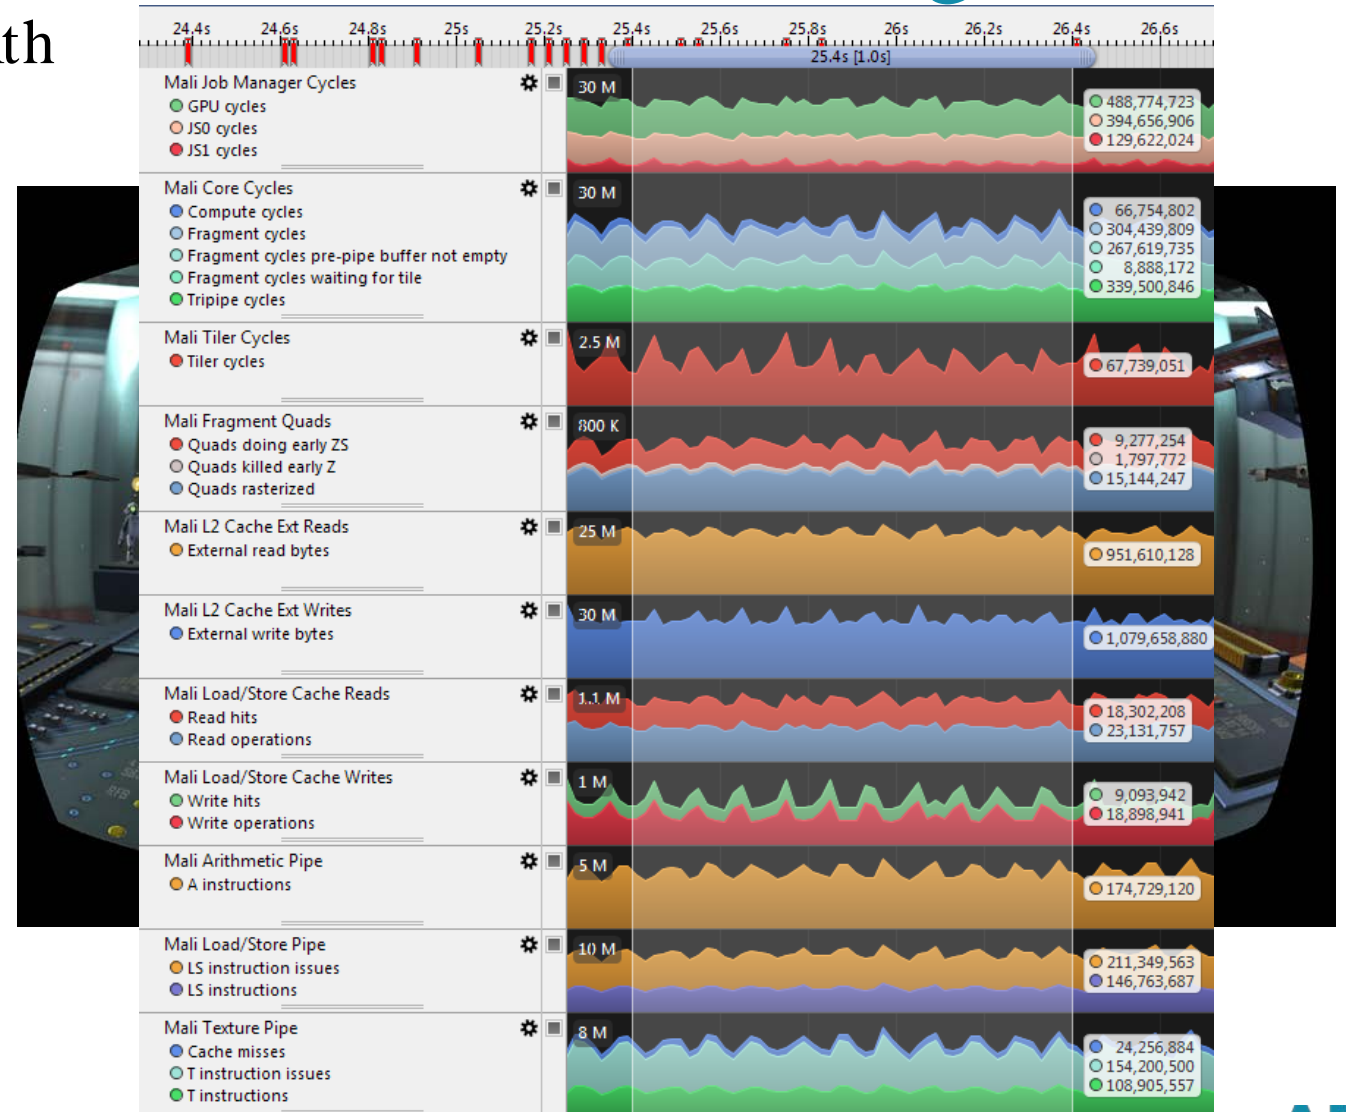 24.4s 24.6s 24.8s 25s 25.2s 25.4s 25.6s 25.8s 26s 26.2s 26.4s 26.6s
25.4s [1.0s]
Mali Job Manager Cycles
30 M
GPU cycles
488,774,723
JS0 cycles
394,656,906
JS1 cycles
129,622,024
Mali Core Cycles
30 M
Compute cycles
66,754,802
Fragment cycles
304,439,809
Fragment cycles pre-pipe buffer not empty
267,619,735
Fragment cycles waiting for tile
8,888,172
Tripipe cycles
339,500,846
Mali Tiler Cycles
2.5 M
Tiler cycles
67,739,051
Mali Fragment Quads
800 K
Quads doing early ZS
9,277,254
Quads killed early Z
1,797,772
Quads rasterized
15,144,247
Mali L2 Cache Ext Reads
25 M
External read bytes
951,610,128
Mali L2 Cache Ext Writes
30 M
External write bytes
1,079,658,880
Mali Load/Store Cache Reads
1.1 M
Read hits
18,302,208
Read operations
23,131,757
Mali Load/Store Cache Writes
1 M
Write hits
9,093,942
Write operations
18,898,941
Mali Arithmetic Pipe
5 M
A instructions
174,729,120
Mali Load/Store Pipe
10 M
LS instruction issues
211,349,563
LS instructions
146,763,687
Mali Texture Pipe
8 M
Cache misses
24,256,884
T instruction issues
154,200,500
T instructions
108,905,557